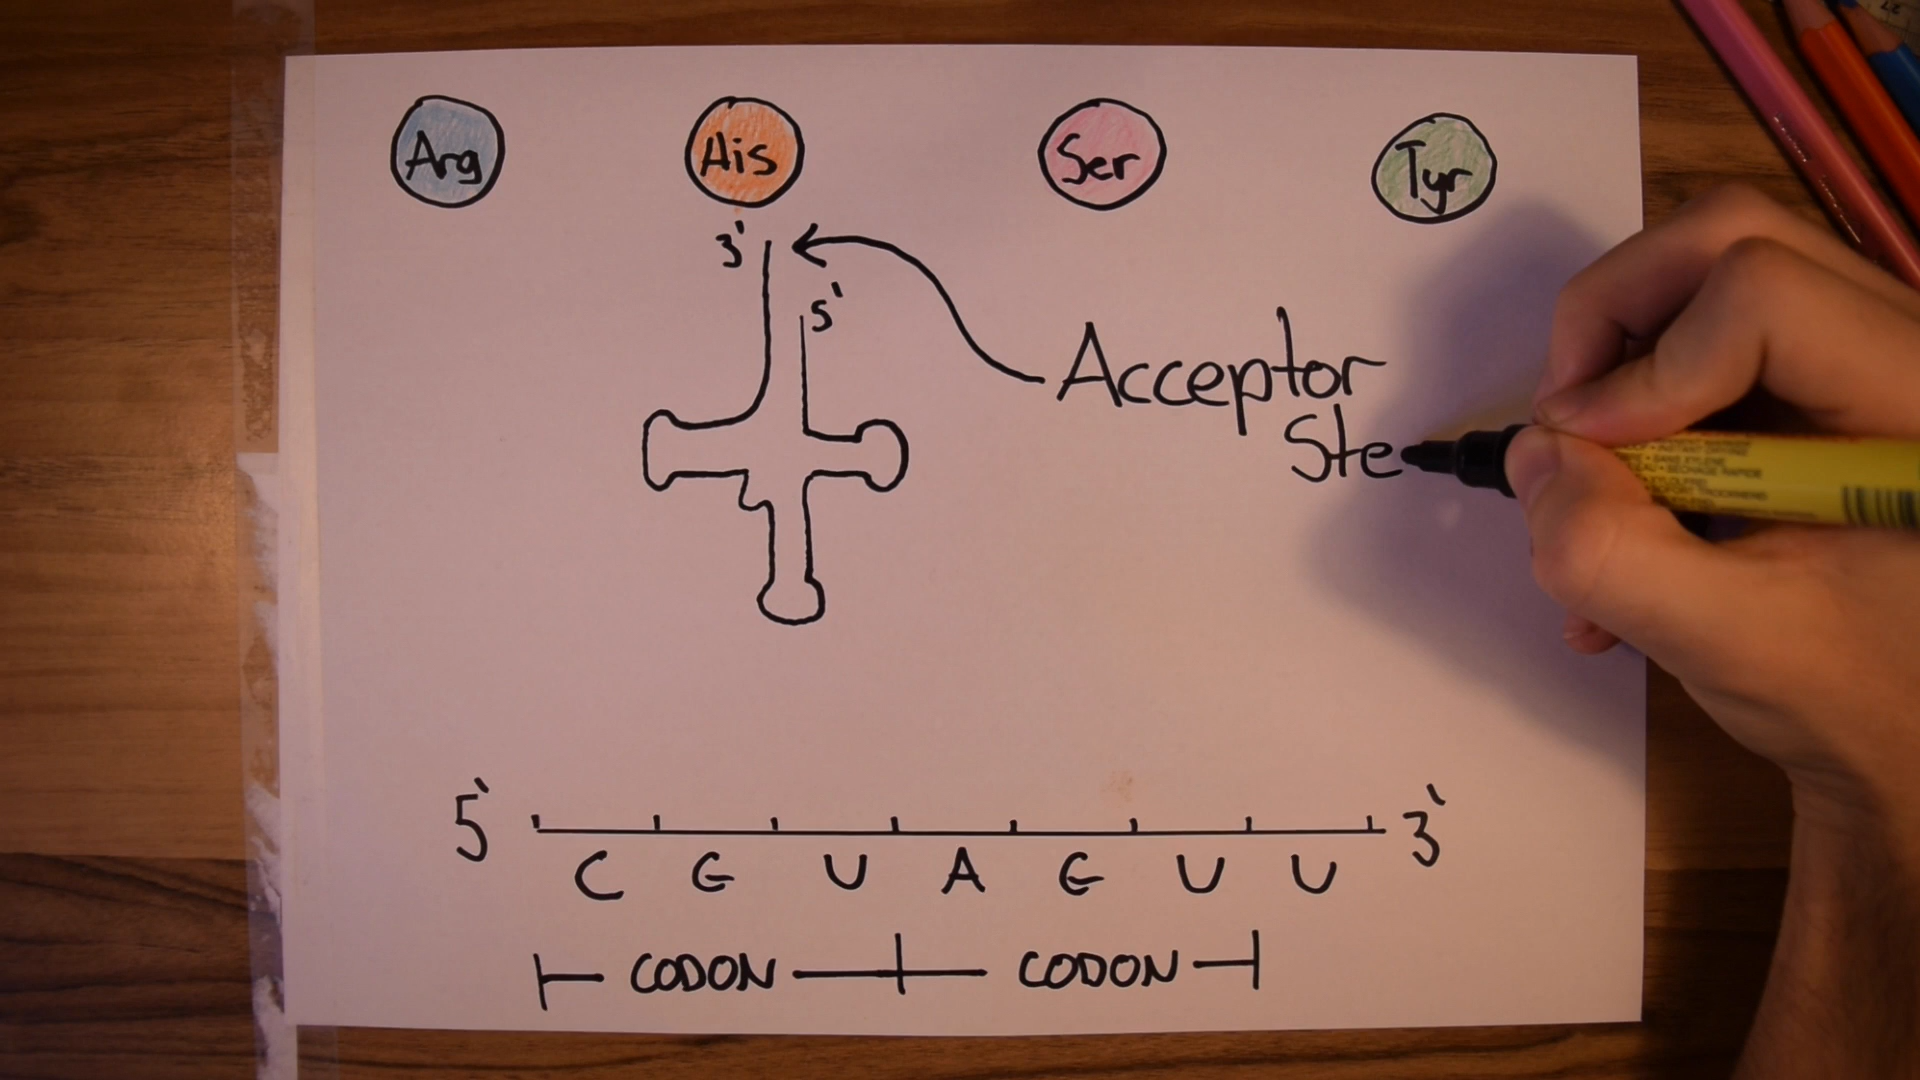 Arg Ais Ser Tyr
3'
5'
Acceptor
Ste
5' 3'
C G U A G U U
CODON CODON